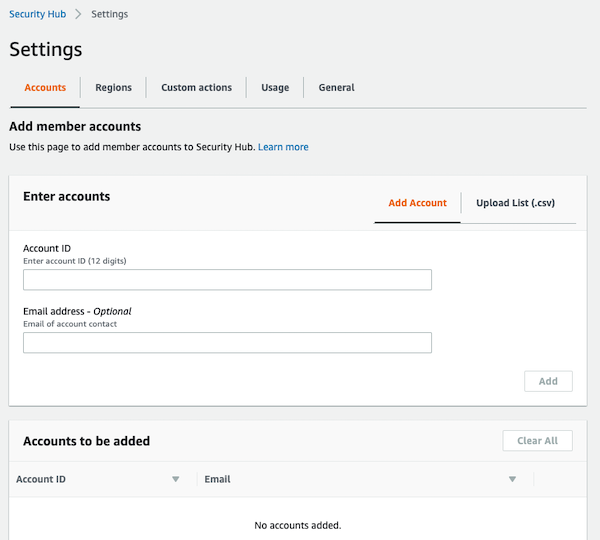 Security Hub > Settings
Settings
Accounts Regions Custom actions Usage General
Add member accounts
Use this page to add member accounts to Security Hub. Learn more
Enter accounts
Add Account Upload List (.csv)
Account ID
Enter account ID (12 digits)
Email address - Optional
Email of account contact
Add
Accounts to be added
Clear All
Account ID Email
No accounts added.